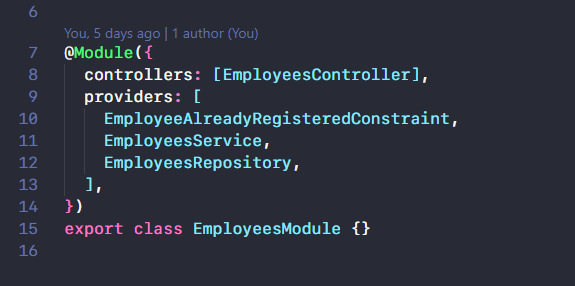 6
You, 5 days ago | 1 author (You)
7 @Module({
8   controllers: [EmployeesController],
9   providers: [
10     EmployeeAlreadyRegisteredConstraint,
11     EmployeesService,
12     EmployeesRepository,
13   ],
14 })
15 export class EmployeesModule {}
16